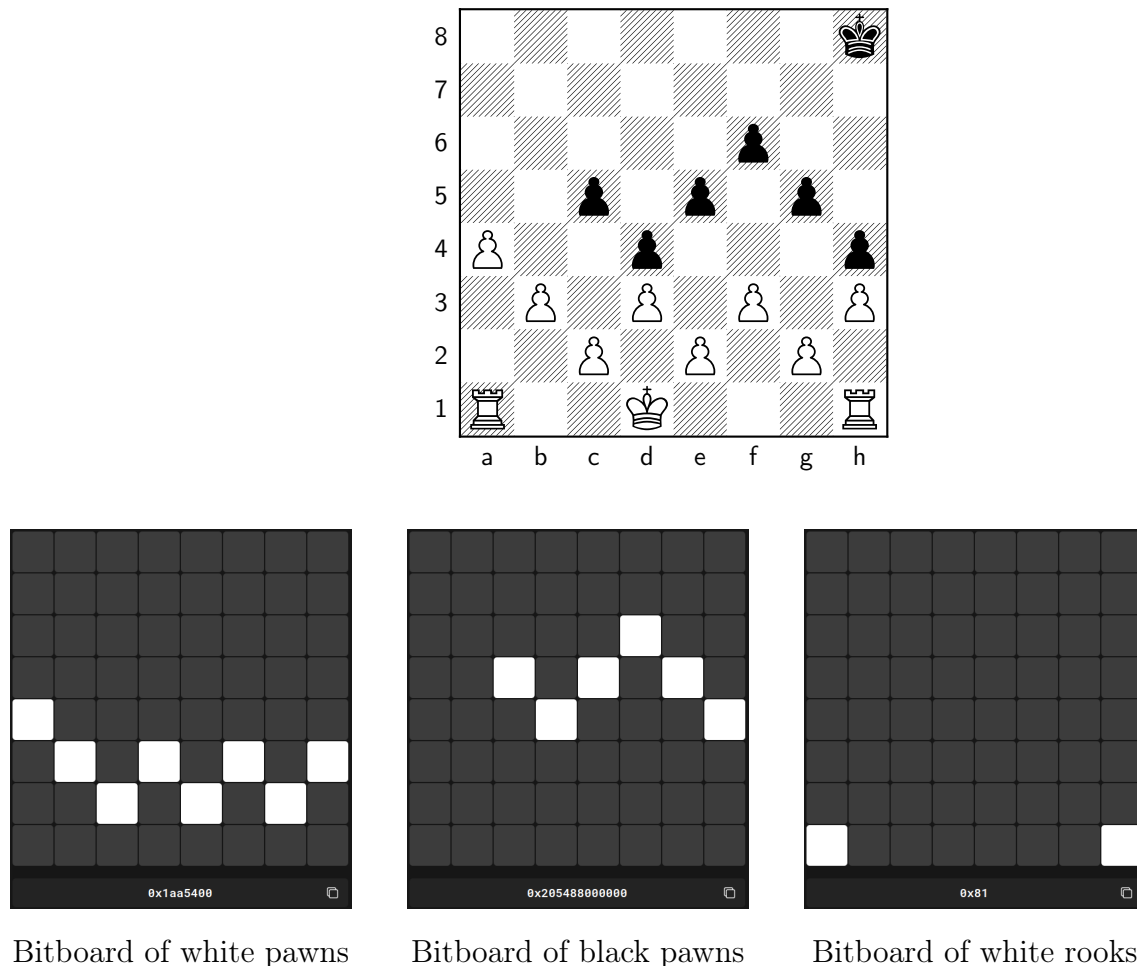 8
7
6
5
4
3
2
1
a b c d e f g h
0x1aa5400 0x205488000000 0x81
Bitboard of white pawns Bitboard of black pawns Bitboard of white rooks